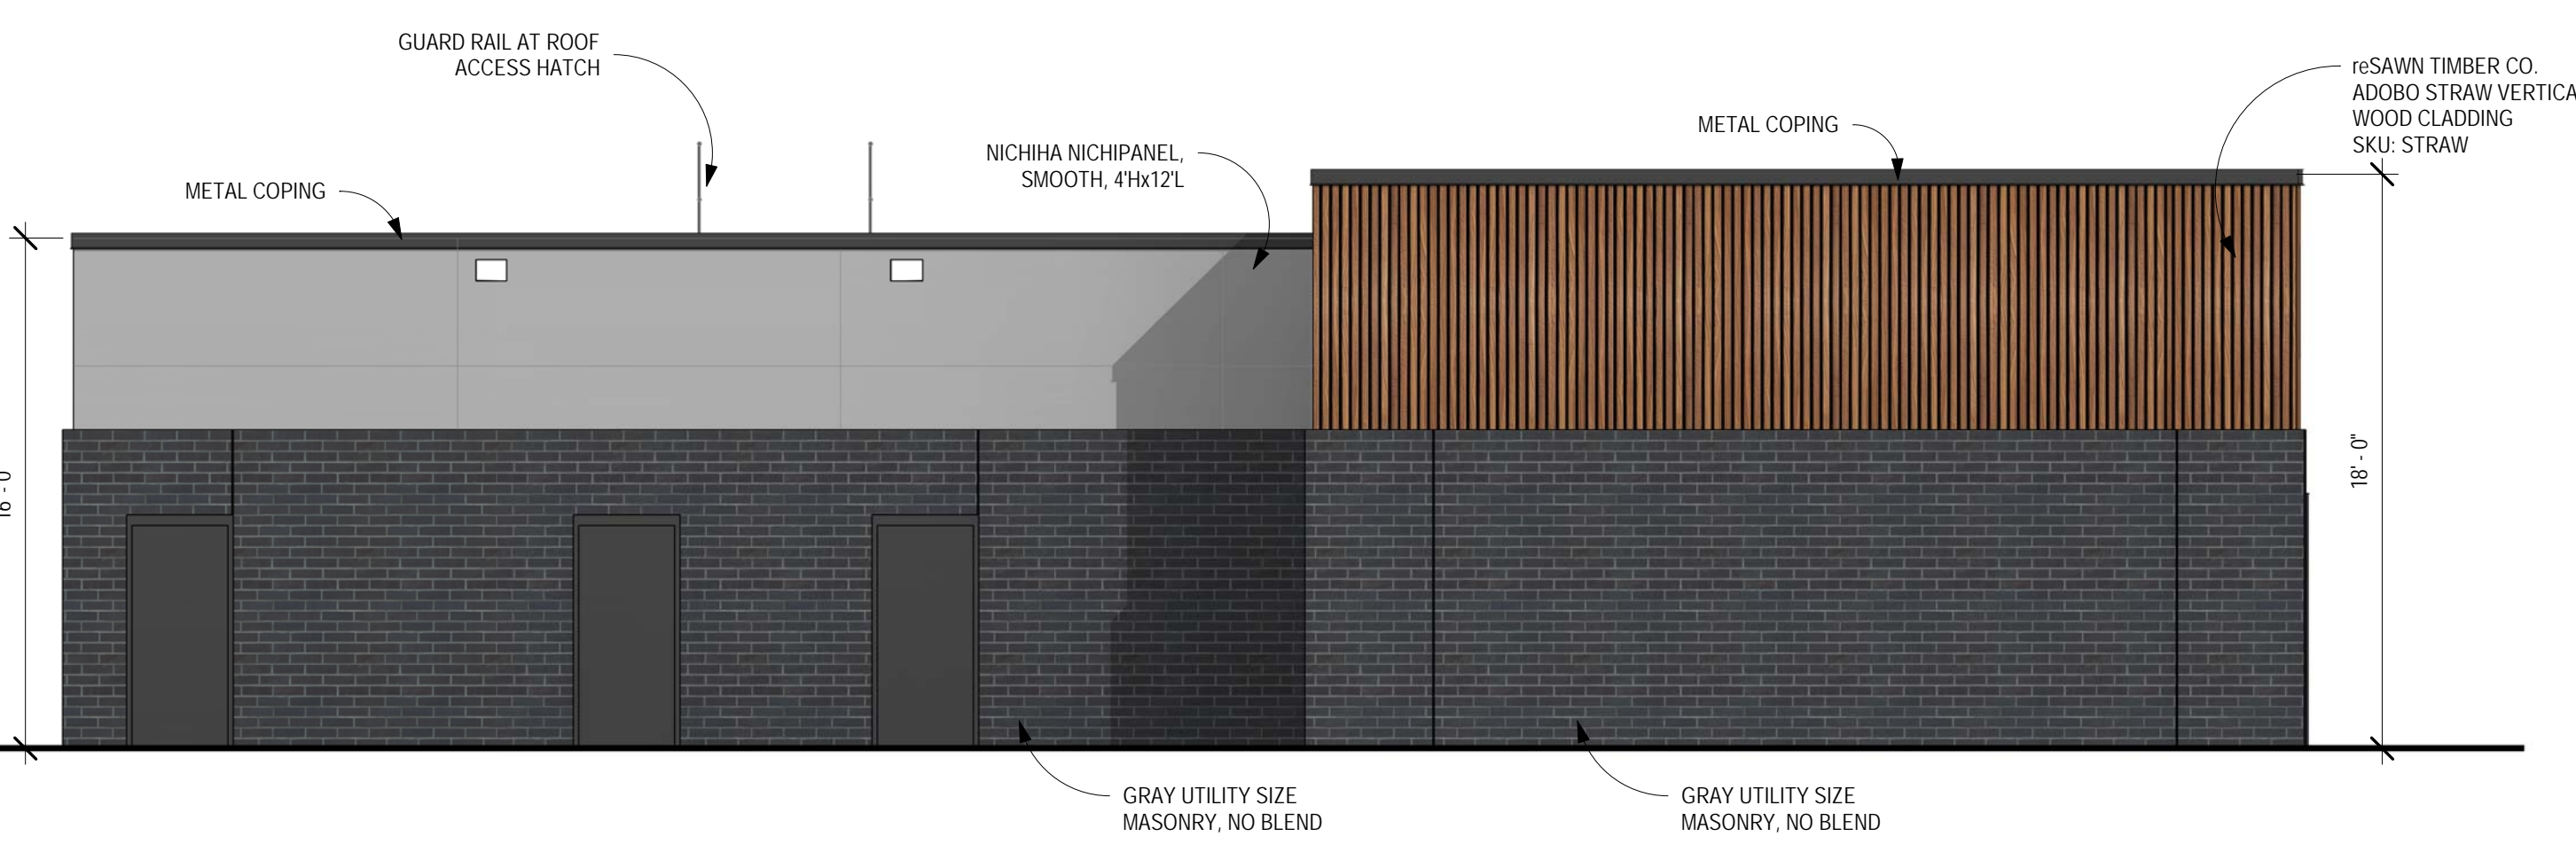 GUARD RAIL AT ROOF
ACCESS HATCH
METAL COPING
NICHIHA NICHIPANEL,
SMOOTH, 4'Hx12'L
METAL COPING
reSAWN TIMBER CO.
ADOBO STRAW VERTICA
WOOD CLADDING
SKU: STRAW
16' - 0"
18' - 0"
GRAY UTILITY SIZE
MASONRY, NO BLEND
GRAY UTILITY SIZE
MASONRY, NO BLEND